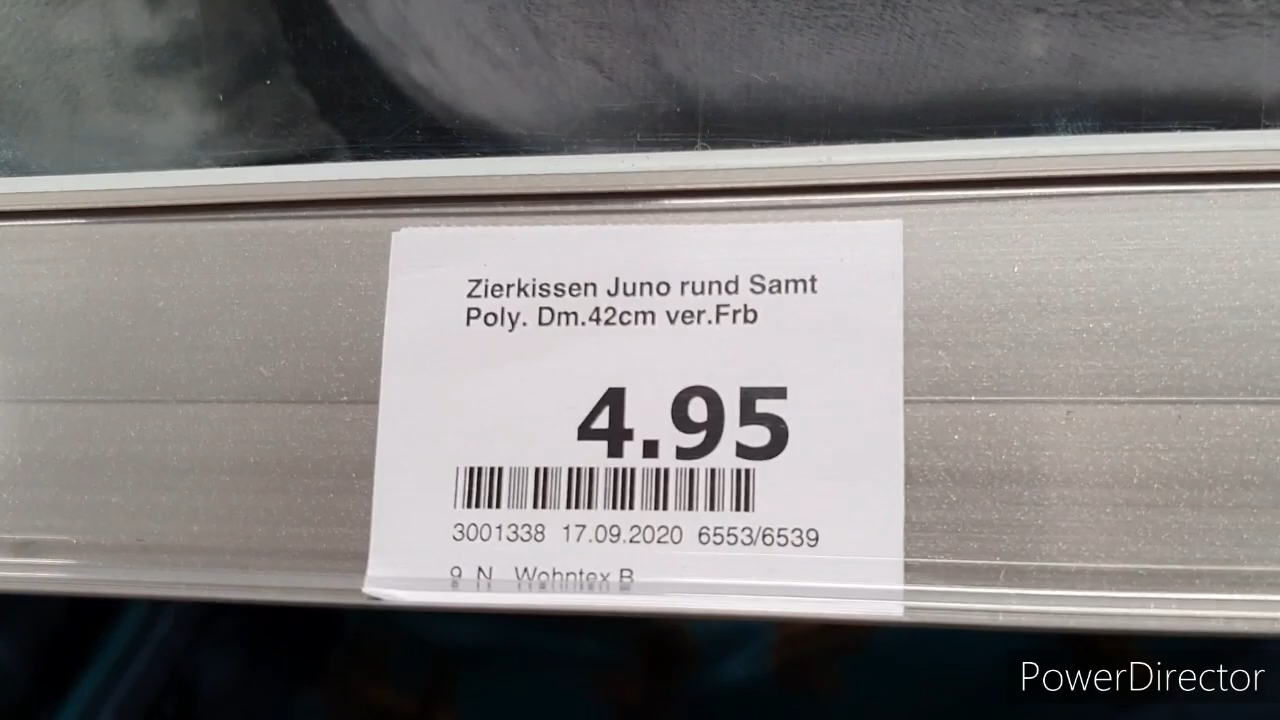 Zierkissen Juno rund Samt
Poly. Dm.42cm ver.Frb
4.95
3001338 17.09.2020 6553/6539
9 N Wohntex B
PowerDirector